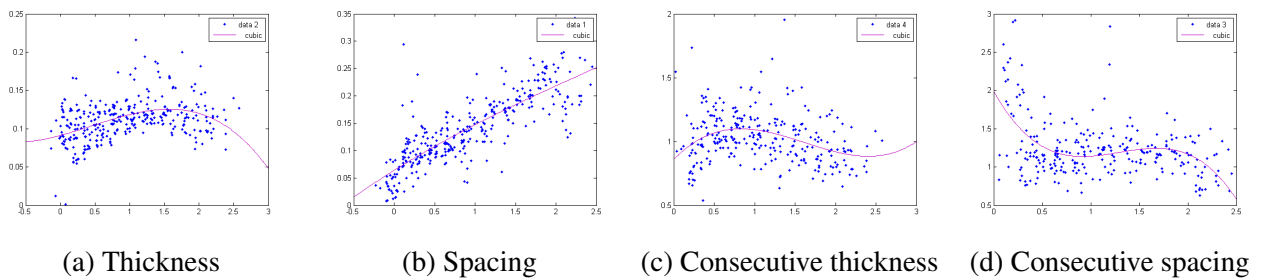 0.25
0.2
0.15
0.1
0.05
0
-0.5 0 0.5 1 1.5 2 2.5 3
data 2
cubic
(a) Thickness
0.4
0.35
0.3
0.25
0.2
0.15
0.1
0.05
0
-0.5 0 0.5 1 1.5 2 2.5
data 1
cubic
(b) Spacing
2
1.5
1
0.5
0 0.5 1 1.5 2 2.5 3
data 4
cubic
(c) Consecutive thickness
3
2.5
2
1.5
1
0.5
0 0.5 1 1.5 2 2.5
data 3
cubic
(d) Consecutive spacing